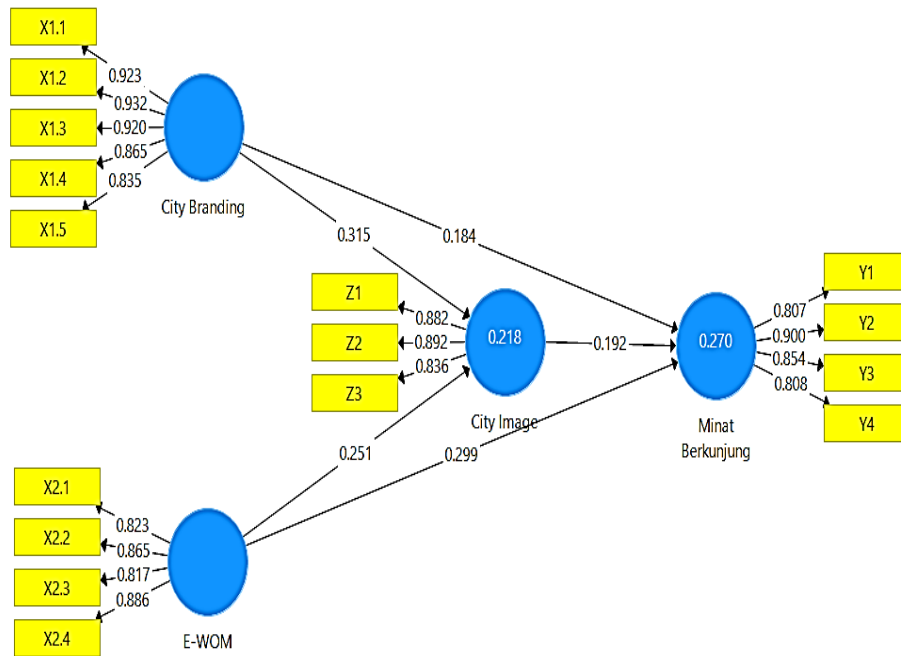 X1.1
X1.2
X1.3
X1.4
X1.5
0.923
0.932
0.920
0.865
0.835
City Branding
0.315
0.184
Z1
Z2
Z3
0.882
0.892
0.836
0.218
City Image
0.192
0.270
Minat
Berkunjung
0.807
0.900
0.854
0.808
Y1
Y2
Y3
Y4
0.251
0.299
X2.1
X2.2
X2.3
X2.4
0.823
0.865
0.817
0.886
E-WOM